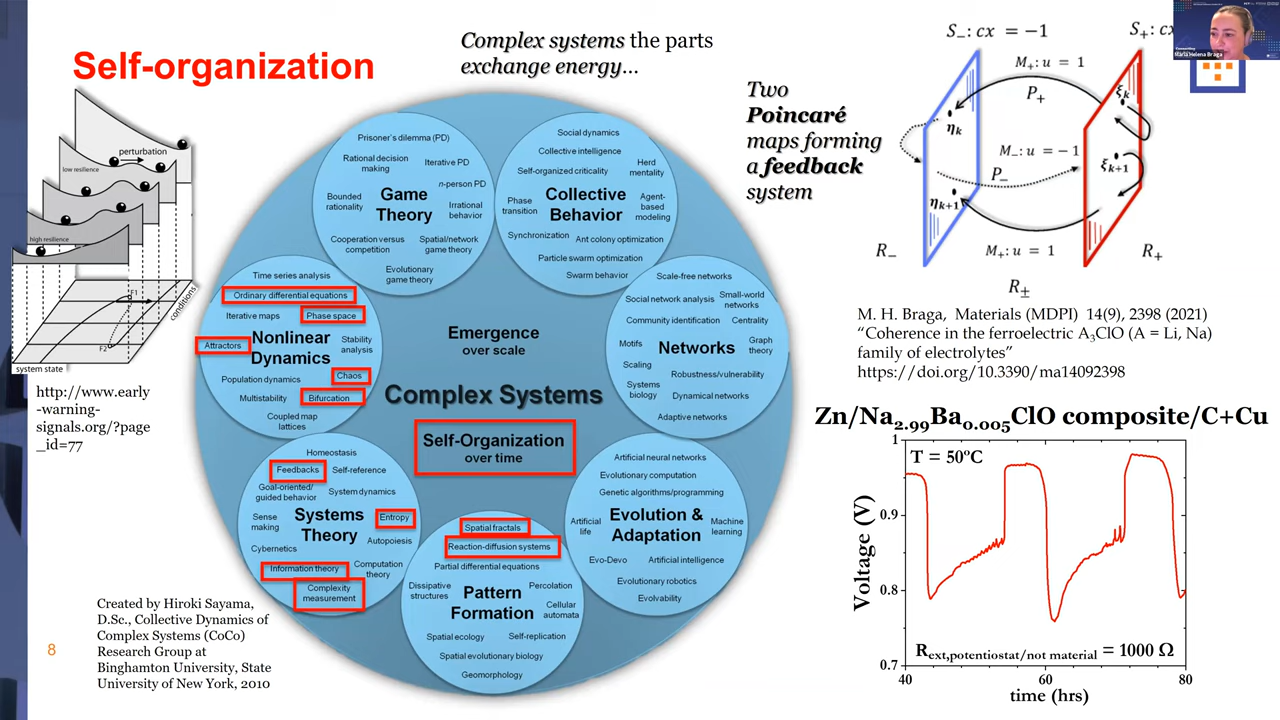 Self-organization
Complex systems the parts
exchange energy…
Two
Poincaré
maps forming
a feedback
system
perturbation
low resilience
high resilience
F1
F2
conditions
system state
http://www.early
-warning-
signals.org/?page
_id=77
Prisoner's dilemma (PD)
Rational decision
making
Iterative PD
n-person PD
Bounded
rationality
Game
Theory
Irrational
behavior
Cooperation versus
competition
Spatial/network
game theory
Evolutionary
game theory
Social dynamics
Collective intelligence
Self-organized criticality
Herd
mentality
Phase
transition
Collective
Behavior
Agent-
based
modeling
Synchronization
Ant colony optimization
Particle swarm optimization
Swarm behavior
Time series analysis
Ordinary differential equations
Iterative maps
Phase space
Attractors
Nonlinear
Dynamics
Stability
analysis
Population dynamics
Chaos
Multistability
Bifurcation
Coupled map
lattices
Emergence
over scale
Complex Systems
Self-Organization
over time
Scale-free networks
Social network analysis
Small-world
networks
Community identification
Centrality
Motifs
Networks
Graph
theory
Scaling
Robustness/vulnerability
Systems
biology
Dynamical networks
Adaptive networks
Homeostasis
Feedbacks
Self-reference
Goal-oriented/
guided behavior
System dynamics
Sense
making
Systems
Theory
Entropy
Cybernetics
Autopoiesis
Information theory
Computation
theory
Complexity
measurement
Spatial fractals
Reaction-diffusion systems
Partial differential equations
Dissipative
structures
Percolation
Pattern
Formation
Cellular
automata
Spatial ecology
Self-replication
Spatial evolutionary biology
Geomorphology
Artificial neural networks
Evolutionary computation
Genetic algorithms/programming
Artificial
life
Evolution &
Adaptation
Machine
learning
Evo-Devo
Artificial intelligence
Evolutionary robotics
Evolvability
Created by Hiroki Sayama,
D.Sc., Collective Dynamics of
Complex Systems (CoCo)
Research Group at
Binghamton University, State
University of New York, 2010
8
S₋: cx = −1
S₊: cx
M₊: u = 1
P₊
ξk
ηk
M₋: u = −1
P₋
ξk+1
ηk+1
M₊: u = 1
R₋
R₊
R±
Maria Helena Braga
M. H. Braga, Materials (MDPI) 14(9), 2398 (2021)
“Coherence in the ferroelectric A₃ClO (A = Li, Na)
family of electrolytes”
https://doi.org/10.3390/ma14092398
Zn/Na₂.₉₉Ba₀.₀₀₅ClO composite/C+Cu
T = 50ºC
Voltage (V)
1
0.9
0.8
0.7
Rext,potentiostat/not material = 1000 Ω
40
60
80
time (hrs)